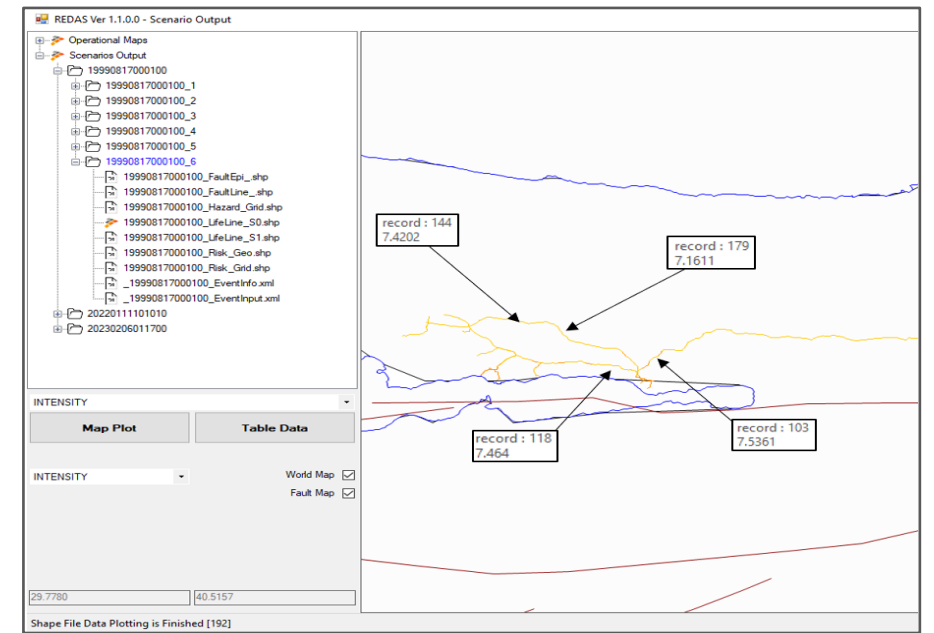 REDAS Ver 1.1.0.0 - Scenario Output
Operational Maps
Scenarios Output
19990817000100
19990817000100_1
19990817000100_2
19990817000100_3
19990817000100_4
19990817000100_5
19990817000100_6
19990817000100_FaultEpi_.shp
19990817000100_FaultLine_.shp
19990817000100_Hazard_Grid.shp
19990817000100_LifeLine_S0.shp
19990817000100_LifeLine_S1.shp
19990817000100_Risk_Geo.shp
19990817000100_Risk_Grid.shp
_19990817000100_EventInfo.xml
_19990817000100_EventInput.xml
20220111101010
20230206011700
INTENSITY
Map Plot
Table Data
INTENSITY
World Map
Fault Map
29.7780
40.5157
Shape File Data Plotting is Finished [192]
record : 144
7.4202
record : 179
7.1611
record : 118
7.464
record : 103
7.5361